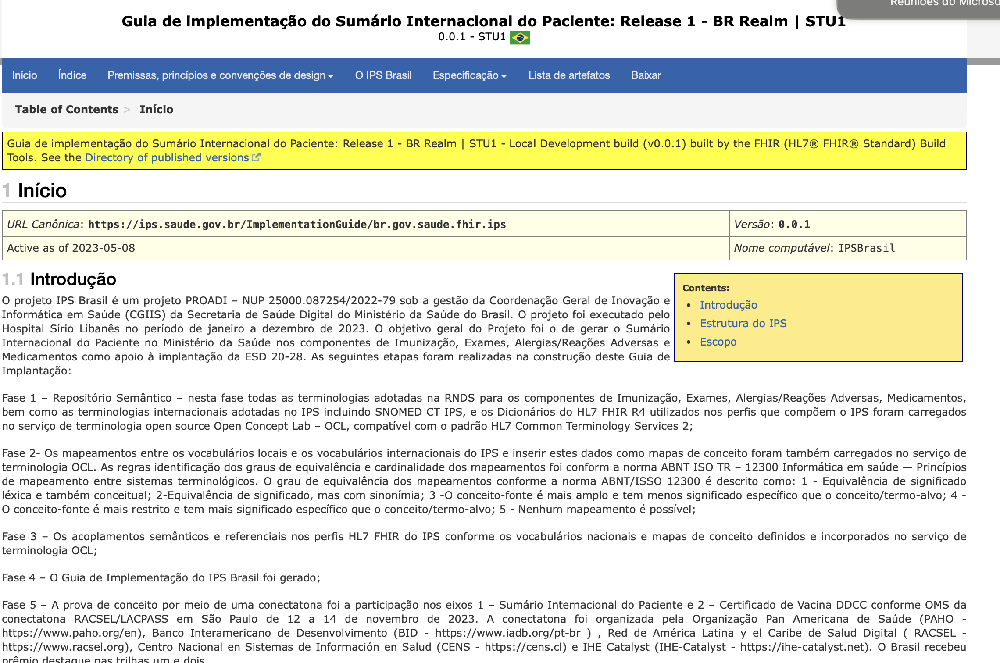 Reuniões do Microso
Guia de implementação do Sumário Internacional do Paciente: Release 1 - BR Realm | STU1
0.0.1 - STU1
Início Índice Premissas, princípios e convenções de design O IPS Brasil Especificação Lista de artefatos Baixar
Table of Contents > Início
Guia de implementação do Sumário Internacional do Paciente: Release 1 - BR Realm | STU1 - Local Development build (v0.0.1) built by the FHIR (HL7® FHIR® Standard) Build
Tools. See the Directory of published versions
1 Início
URL Canônica: https://ips.saude.gov.br/ImplementationGuide/br.gov.saude.fhir.ips Versão: 0.0.1
Active as of 2023-05-08 Nome computável: IPSBrasil
1.1 Introdução
O projeto IPS Brasil é um projeto PROADI – NUP 25000.087254/2022-79 sob a gestão da Coordenação Geral de Inovação e
Informática em Saúde (CGIIS) da Secretaria de Saúde Digital do Ministério da Saúde do Brasil. O projeto foi executado pelo
Hospital Sírio Libanês no período de janeiro a dezembro de 2023. O objetivo geral do Projeto foi o de gerar o Sumário
Internacional do Paciente no Ministério da Saúde nos componentes de Imunização, Exames, Alergias/Reações Adversas e
Medicamentos como apoio à implantação da ESD 20-28. As seguintes etapas foram realizadas na construção deste Guia de
Implantação:
Contents:
• Introdução
• Estrutura do IPS
• Escopo
Fase 1 – Repositório Semântico – nesta fase todas as terminologias adotadas na RNDS para os componentes de Imunização, Exames, Alergias/Reações Adversas, Medicamentos,
bem como as terminologias internacionais adotadas no IPS incluindo SNOMED CT IPS, e os Dicionários do HL7 FHIR R4 utilizados nos perfis que compõem o IPS foram carregados
no serviço de terminologia open source Open Concept Lab – OCL, compatível com o padrão HL7 Common Terminology Services 2;
Fase 2- Os mapeamentos entre os vocabulários locais e os vocabulários internacionais do IPS e inserir estes dados como mapas de conceito foram também carregados no serviço de
terminologia OCL. As regras identificação dos graus de equivalência e cardinalidade dos mapeamentos foi conform a norma ABNT ISO TR – 12300 Informática em saúde — Princípios
de mapeamento entre sistemas terminológicos. O grau de equivalência dos mapeamentos conforme a norma ABNT/ISSO 12300 é descrito como: 1 - Equivalência de significado
léxica e também conceitual; 2-Equivalência de significado, mas com sinonímia; 3 -O conceito-fonte é mais amplo e tem menos significado específico que o conceito/termo-alvo; 4 -
O conceito-fonte é mais restrito e tem mais significado específico que o conceito/termo-alvo; 5 - Nenhum mapeamento é possível;
Fase 3 – Os acoplamentos semânticos e referenciais nos perfis HL7 FHIR do IPS conforme os vocabulários nacionais e mapas de conceito definidos e incorporados no serviço de
terminologia OCL;
Fase 4 – O Guia de Implementação do IPS Brasil foi gerado;
Fase 5 – A prova de conceito por meio de uma conectatona foi a participação nos eixos 1 – Sumário Internacional do Paciente e 2 – Certificado de Vacina DDCC conforme OMS da
conectatona RACSEL/LACPASS em São Paulo de 12 a 14 de novembro de 2023. A conectatona foi organizada pela Organização Pan Americana de Saúde (PAHO -
https://www.paho.org/en), Banco Interamericano de Desenvolvimento (BID - https://www.iadb.org/pt-br ) , Red de América Latina y el Caribe de Salud Digital ( RACSEL -
https://www.racsel.org), Centro Nacional en Sistemas de Información en Salud (CENS - https://cens.cl) e IHE Catalyst (IHE-Catalyst - https://ihe-catalyst.net). O Brasil recebeu
prêmio destaque nas trilhas um e dois.